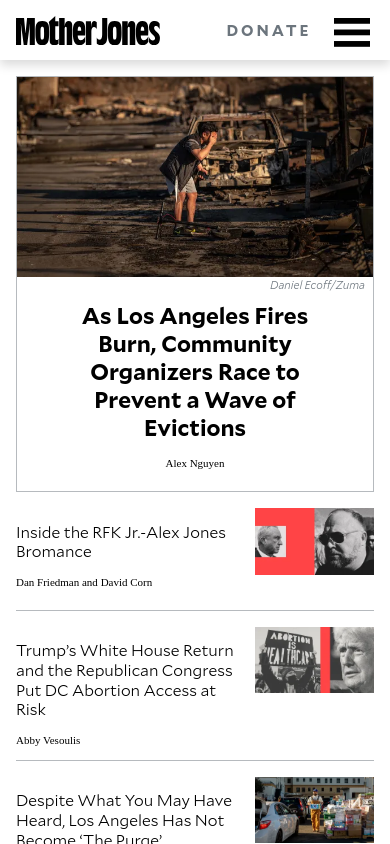 Mother Jones
DONATE
Daniel Ecoff/Zuma
As Los Angeles Fires
Burn, Community
Organizers Race to
Prevent a Wave of
Evictions
Alex Nguyen
Inside the RFK Jr.-Alex Jones
Bromance
Dan Friedman and David Corn
Trump’s White House Return
and the Republican Congress
Put DC Abortion Access at
Risk
ABORTION
IS
HEALTHCARE
Abby Vesoulis
Despite What You May Have
Heard, Los Angeles Has Not
Become ‘The Purge’